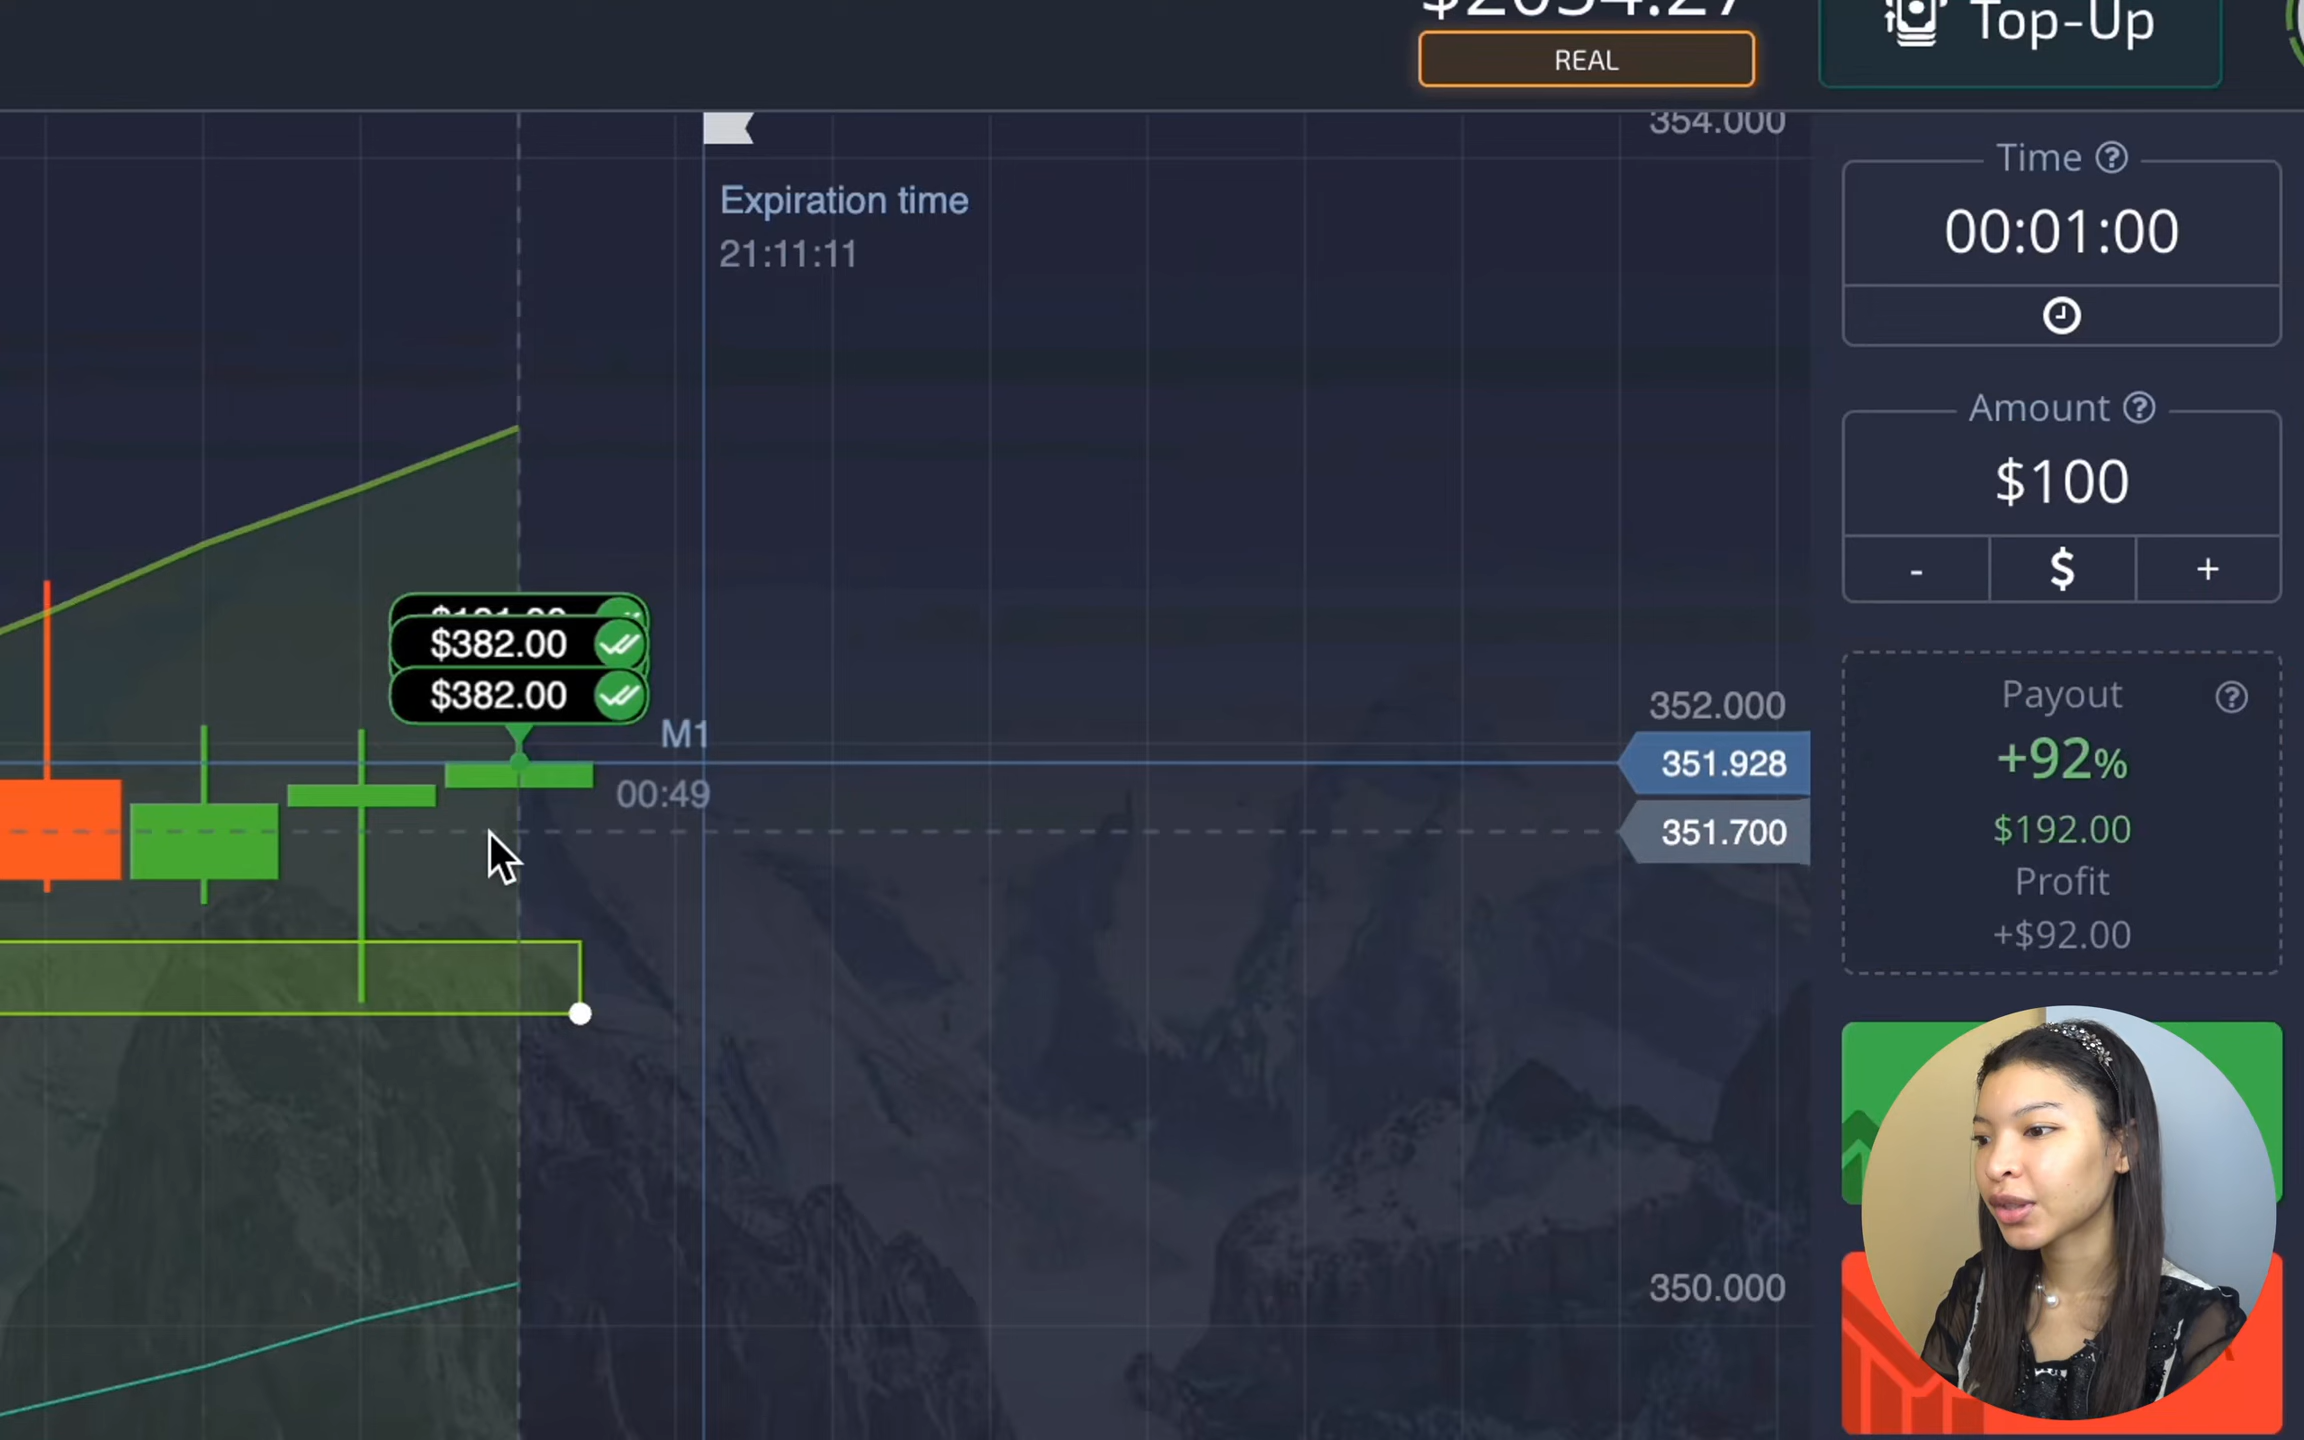 $2634.27
REAL
Top-Up
354.000
Expiration time
21:11:11
Time
00:01:00
Amount
$100
- $ +
$382.00
$382.00
M1
00:49
352.000
351.928
351.700
350.000
Payout
+92%
$192.00
Profit
+$92.00